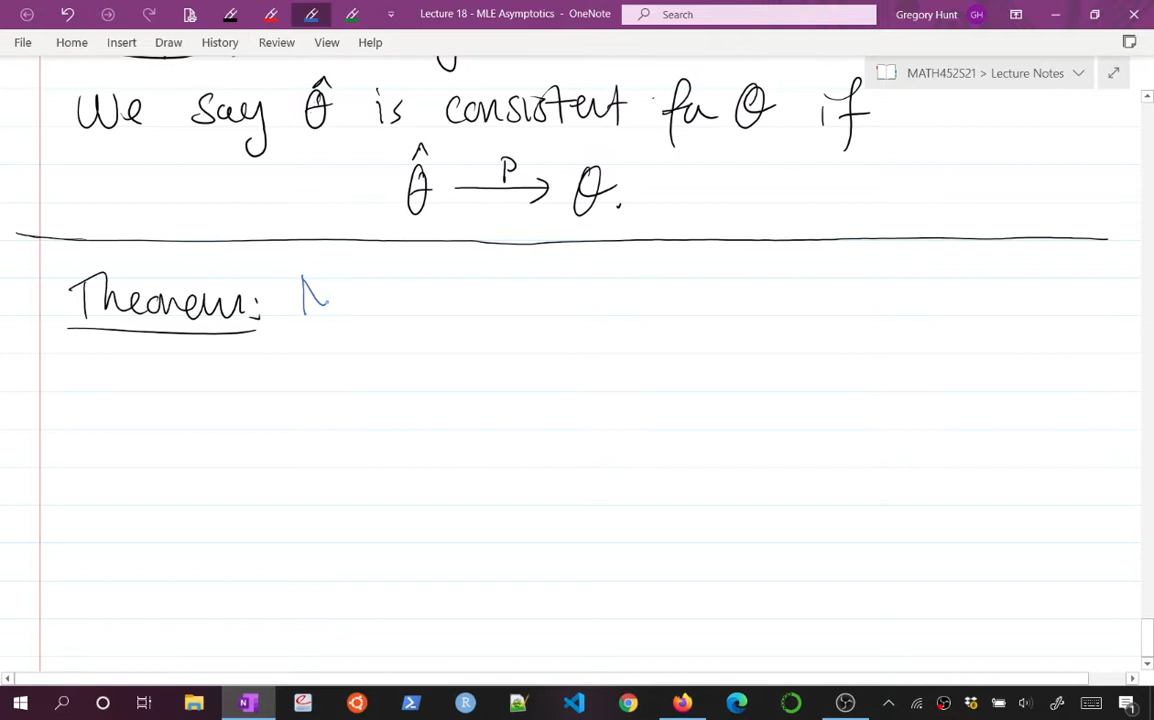 Lecture 18 - MLE Asymptotics - OneNote
Search
Gregory Hunt
GH
File Home Insert Draw History Review View Help
MATH452S21 > Lecture Notes
We say θ̂ is consistent for θ if
θ̂ →^P θ.
Theorem: N